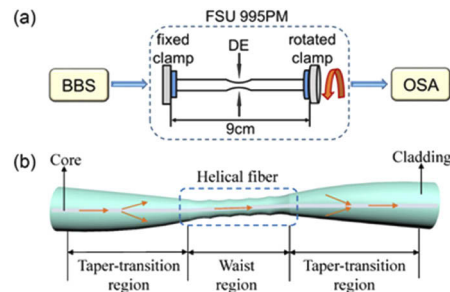 (a)
FSU 995PM
fixed
clamp
DE
rotated
clamp
BBS
OSA
9cm
(b)
Core
Helical fiber
Cladding
Taper-transition
region
Waist
region
Taper-transition
region